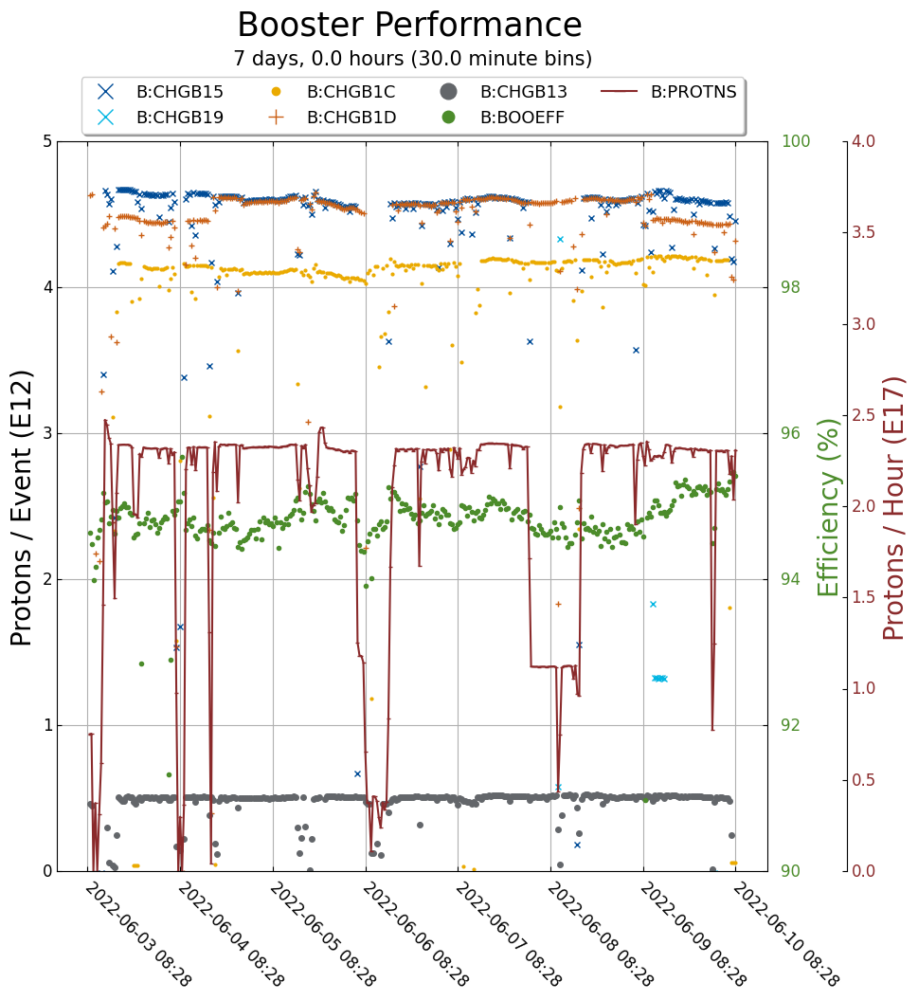 Booster Performance
7 days, 0.0 hours (30.0 minute bins)
B:CHGB15 B:CHGB1C B:CHGB13 B:PROTNS
B:CHGB19 B:CHGB1D B:BOOEFF
5 100 4.0
3.5
4 98
3.0
2.5
3 96
2.0
2 94
1.5
1.0
1 92
0.5
0 90 0.0
Protons / Event (E12)
Efficiency (%)
Protons / Hour (E17)
2022-06-03 08:28
2022-06-04 08:28
2022-06-05 08:28
2022-06-06 08:28
2022-06-07 08:28
2022-06-08 08:28
2022-06-09 08:28
2022-06-10 08:28